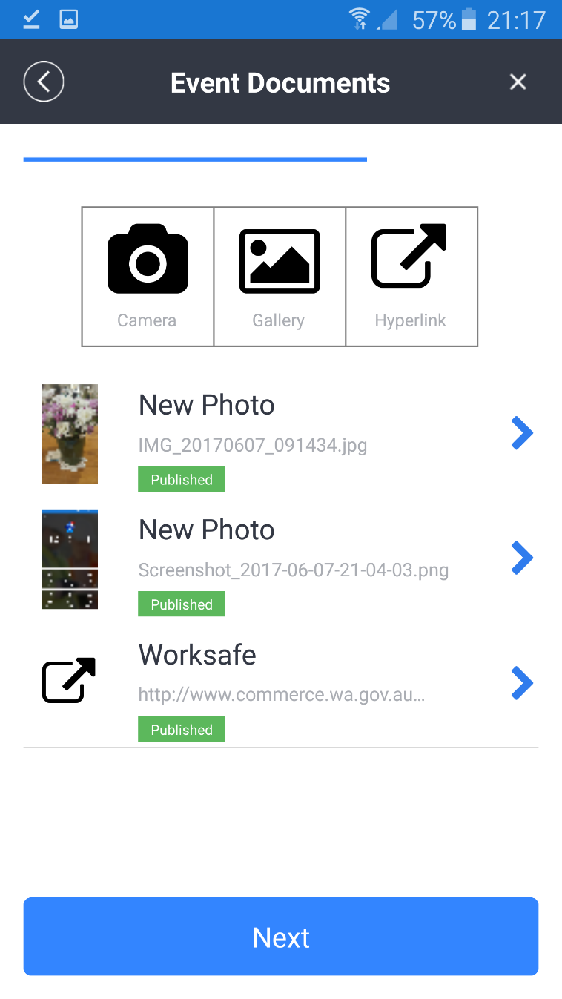 57% 21:17
Event Documents
Camera Gallery Hyperlink
New Photo
IMG_20170607_091434.jpg
Published
New Photo
Screenshot_2017-06-07-21-04-03.png
Published
Worksafe
http://www.commerce.wa.gov.au...
Published
Next